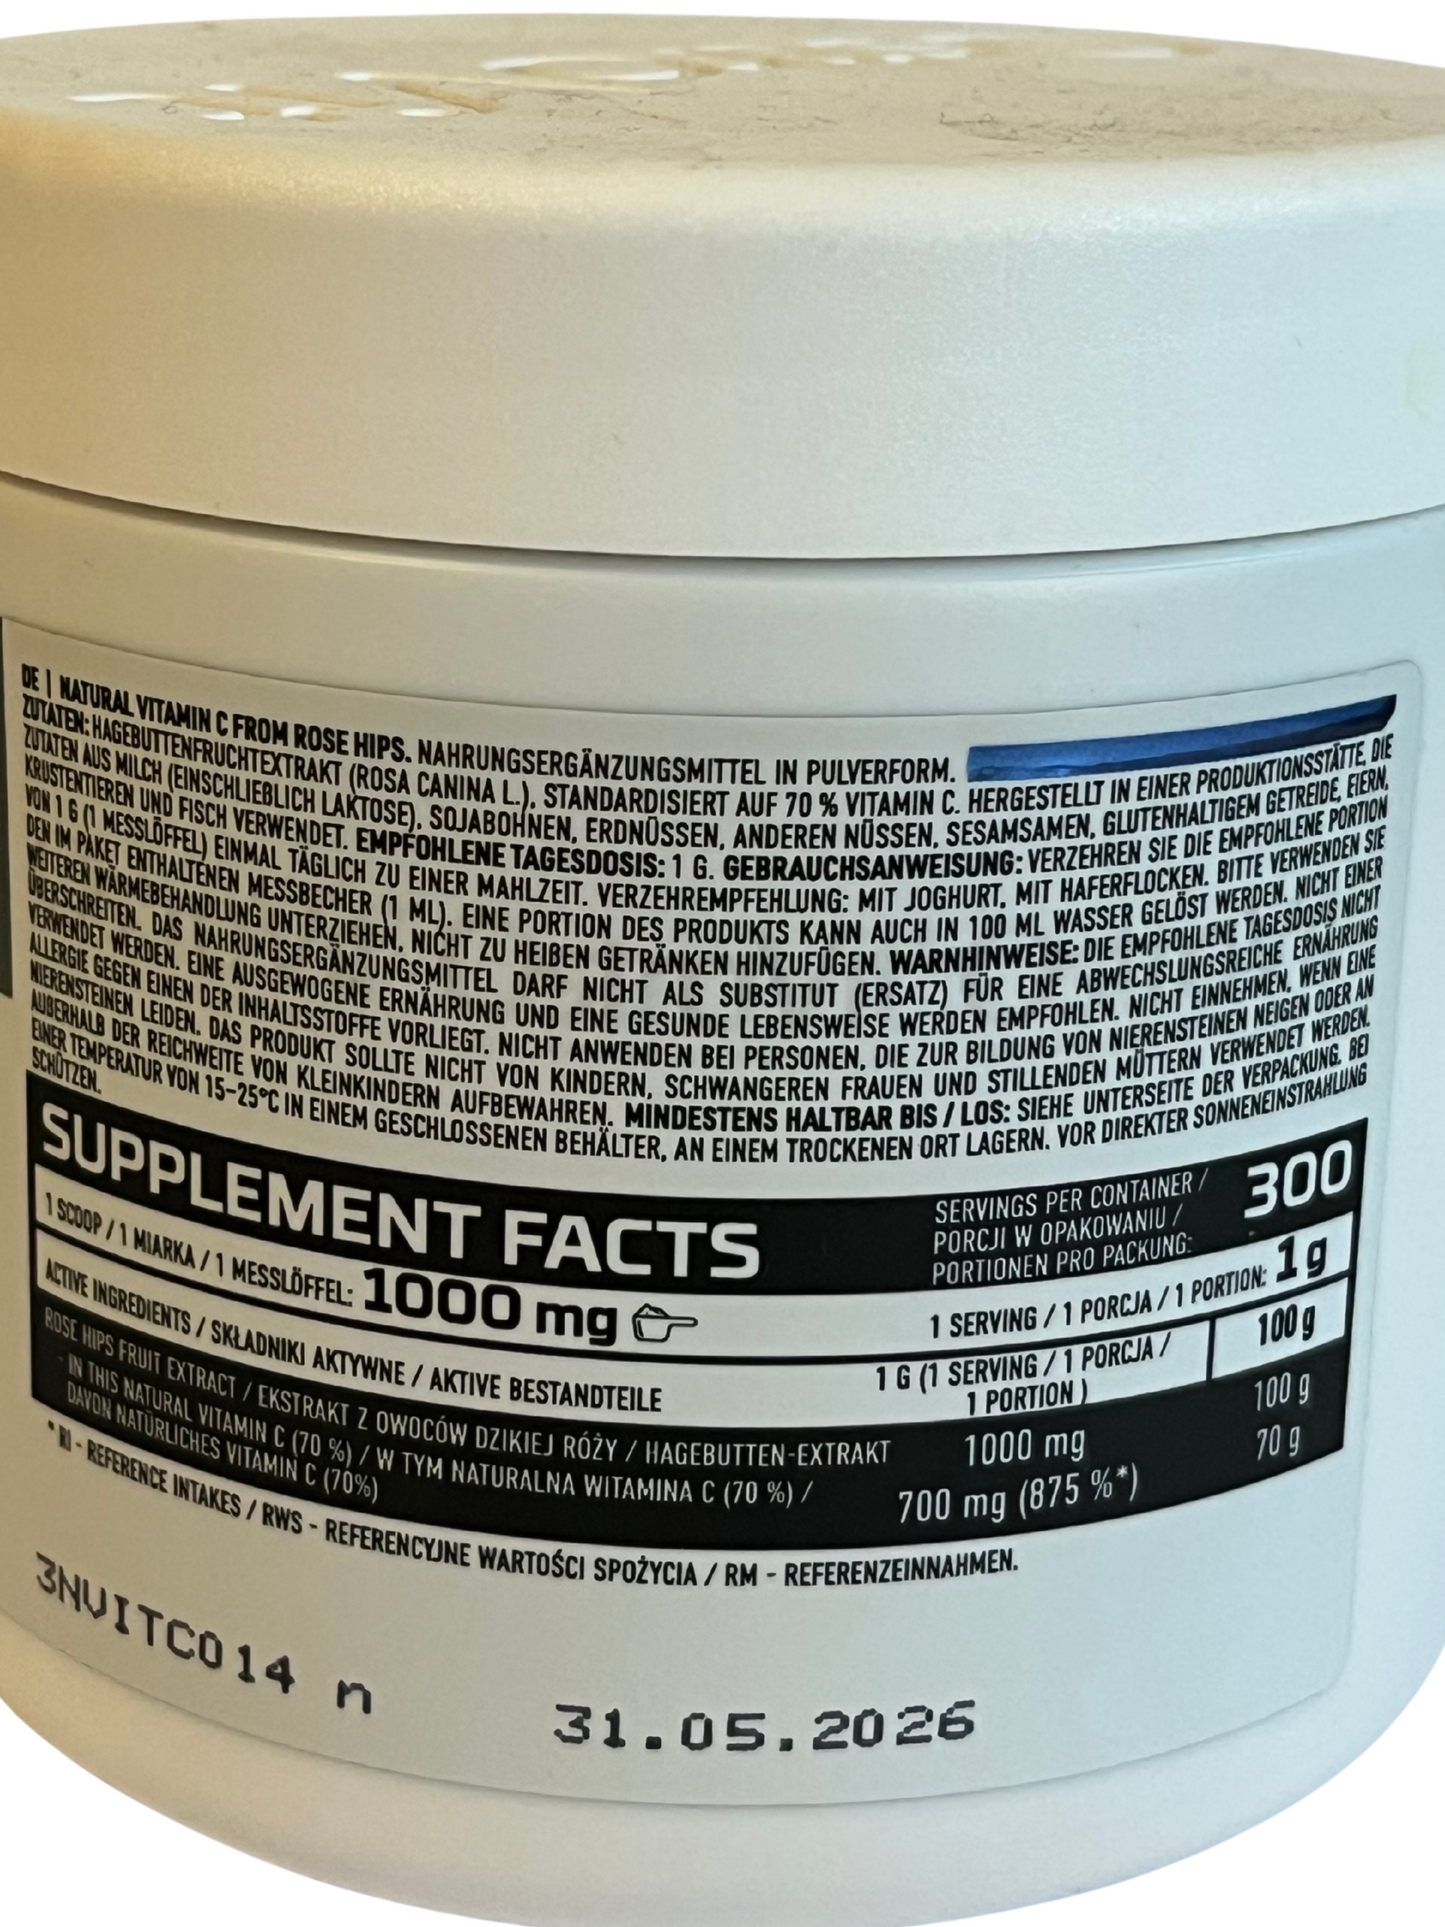 DE | NATURAL VITAMIN C FROM ROSE HIPS. NAHRUNGSERGÄNZUNGSMITTEL IN PULVERFORM.
ZUTATEN: HAGEBUTTENFRUCHTEXTRAKT (ROSA CANINA L.), STANDARDISIERT AUF 70 % VITAMIN C. HERGESTELLT IN EINER PRODUKTIONSSTÄTTE, DIE
ZUTATEN AUS MILCH (EINSCHLIEßLICH LAKTOSE), SOJABOHNEN, ERDNÜSSEN, ANDEREN NÜSSEN, SESAMSAMEN, GLUTENHALTIGEM GETREIDE, EIERN,
KRUSTENTIEREN UND FISCH VERWENDET. EMPFOHLENE TAGESDOSIS: 1 G. GEBRAUCHSANWEISUNG: VERZEHREN SIE DIE EMPFOHLENE PORTION
VON 1 G (1 MESSLÖFFEL) EINMAL TÄGLICH ZU EINER MAHLZEIT. VERZEHREMPFEHLUNG: MIT JOGHURT, MIT HAFERFLOCKEN. BITTE VERWENDEN SIE
DEN IM PAKET ENTHALTENEN MESSBECHER (1 ML). EINE PORTION DES PRODUKTS KANN AUCH IN 100 ML WASSER GELÖST WERDEN. NICHT EINER
WEITEREN WÄRMEBEHANDLUNG UNTERZIEHEN. NICHT ZU HEIßEN GETRÄNKEN HINZUFÜGEN. WARNHINWEISE: DIE EMPFOHLENE TAGESDOSIS NICHT
ÜBERSCHREITEN. DAS NAHRUNGSERGÄNZUNGSMITTEL DARF NICHT ALS SUBSTITUT (ERSATZ) FÜR EINE ABWECHSLUNGSREICHE ERNÄHRUNG
VERWENDET WERDEN. EINE AUSGEWOGENE ERNÄHRUNG UND EINE GESUNDE LEBENSWEISE WERDEN EMPFOHLEN. NICHT EINNEHMEN, WENN EINE
ALLERGIE GEGEN EINEN DER INHALTSSTOFFE VORLIEGT. NICHT ANWENDEN BEI PERSONEN, DIE ZUR BILDUNG VON NIERENSTEINEN NEIGEN ODER AN
NIERENSTEINEN LEIDEN. DAS PRODUKT SOLLTE NICHT VON KINDERN, SCHWANGEREN FRAUEN UND STILLENDEN MÜTTERN VERWENDET WERDEN.
AUßERHALB DER REICHWEITE VON KLEINKINDERN AUFBEWAHREN. MINDESTENS HALTBAR BIS / LOS: SIEHE UNTERSEITE DER VERPACKUNG. BEI
EINER TEMPERATUR VON 15-25°C IN EINEM GESCHLOSSENEN BEHÄLTER, AN EINEM TROCKENEN ORT LAGERN. VOR DIREKTER SONNENEINSTRAHLUNG
SCHÜTZEN.
SUPPLEMENT FACTS
SERVINGS PER CONTAINER /
PORCJI W OPAKOWANIU /
PORTIONEN PRO PACKUNG:
300
1 SCOOP / 1 MIARKA / 1 MESSLÖFFEL: 1000 mg
1 SERVING / 1 PORCJA / 1 PORTION: 1 g
ACTIVE INGREDIENTS / SKŁADNIKI AKTYWNE / AKTIVE BESTANDTEILE
1 G (1 SERVING / 1 PORCJA /
1 PORTION )
100 g
ROSE HIPS FRUIT EXTRACT / EKSTRAKT Z OWOCÓW DZIKIEJ RÓŻY / HAGEBUTTEN-EXTRAKT 1000 mg 100 g
- IN THIS NATURAL VITAMIN C (70 %) / W TYM NATURALNA WITAMINA C (70 %) /
DAVON NATÜRLICHES VITAMIN C (70%)
700 mg (875 %*) 70 g
* RI - REFERENCE INTAKES / RWS - REFERENCYJNE WARTOŚCI SPOŻYCIA / RM - REFERENZEINNAHMEN.
3NVITC014 n
31.05.2026